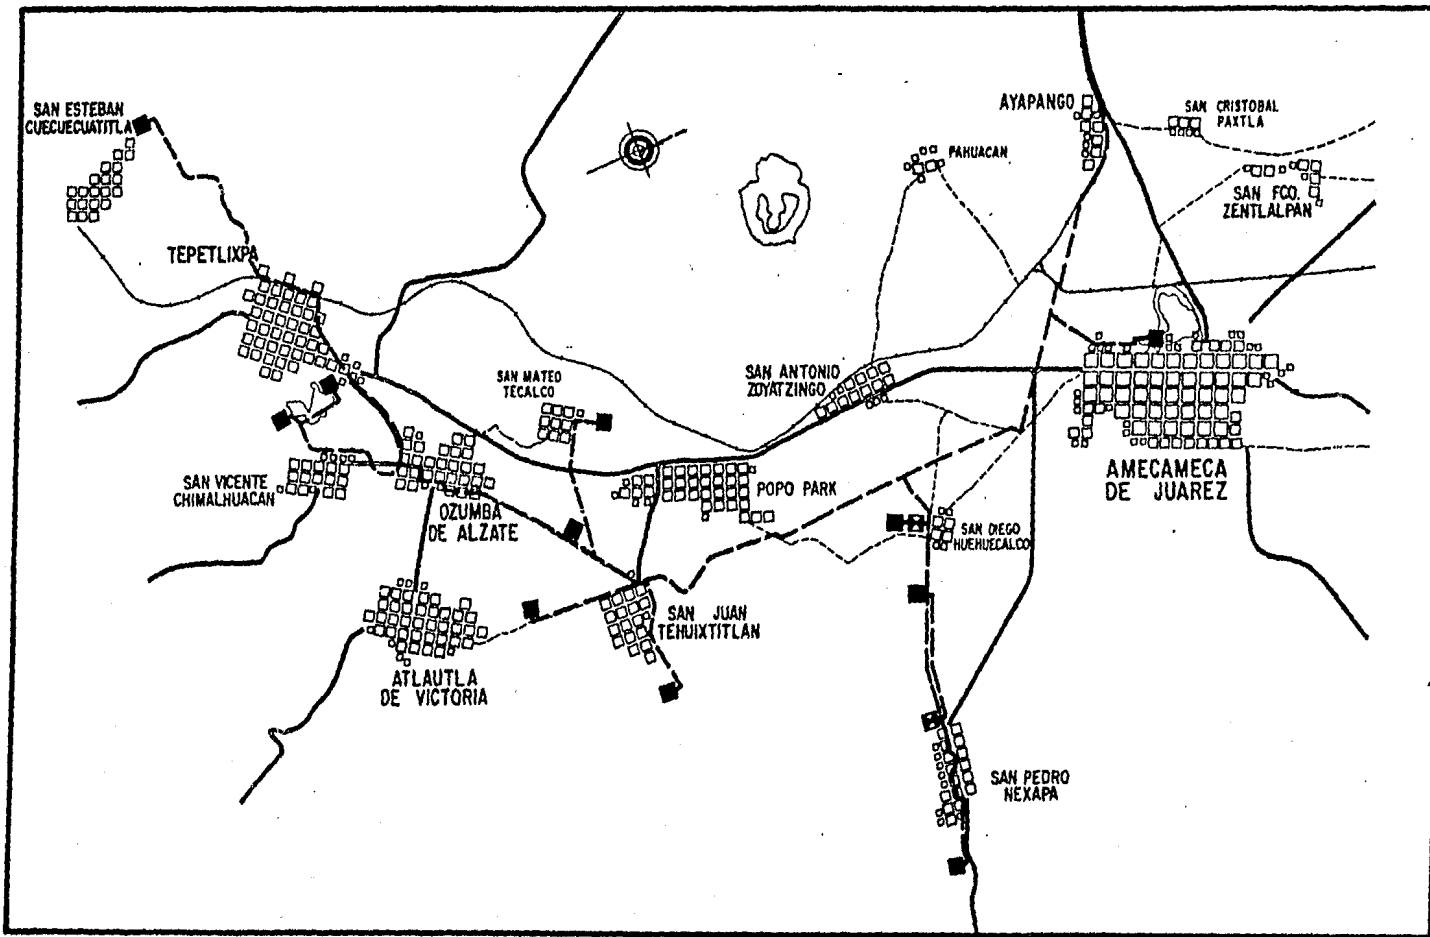 SAN ESTEBAN
CUECUECUATITLA
AYAPANGO
SAN CRISTOBAL
PAXTLA
PAHUACAN
SAN FCO.
ZENTLALPAN
TEPETLIXPA
SAN MATEO
TECALCO
SAN ANTONIO
ZOYATZINGO
SAN VICENTE
CHIMALHUACAN
POPO PARK
AMECAMECA
DE JUAREZ
OZUMBA
DE ALZATE
SAN DIEGO
HUEHUECALCO
SAN JUAN
TEHUIXTITLAN
ATLAUTLA
DE VICTORIA
SAN PEDRO
NEXAPA